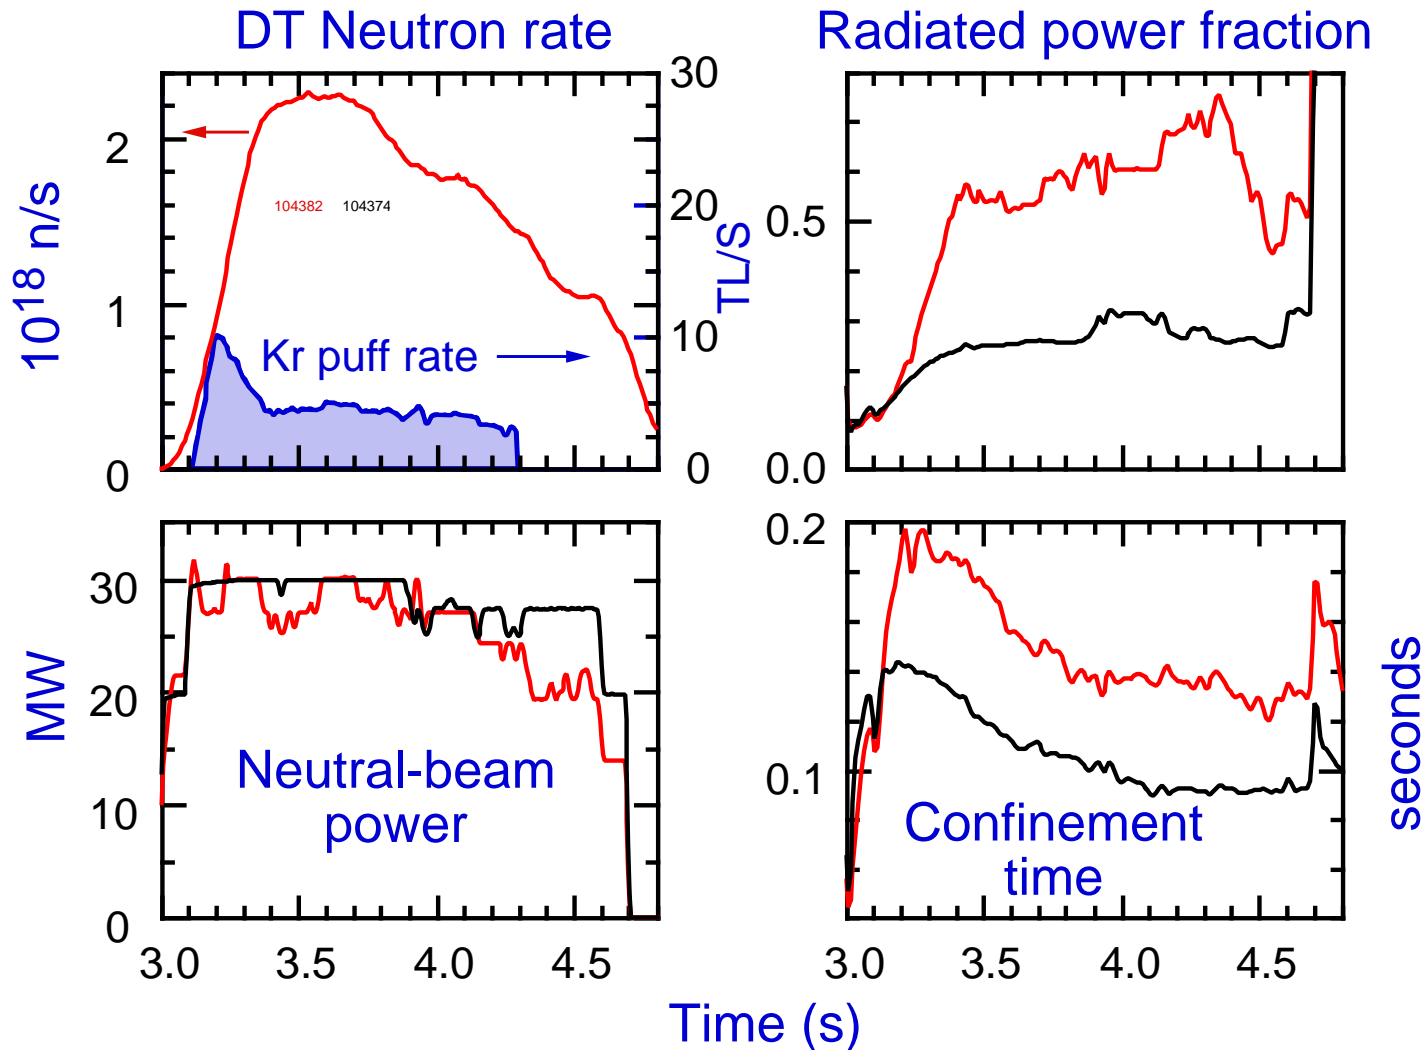 DT Neutron rate
Radiated power fraction
30
2
104382 104374
20
0.5
10¹⁸ n/s
TL/S
1
Kr puff rate
10
0
0
0.0
0.2
30
MW
20
0.1
seconds
Neutral-beam
power
10
Confinement
time
0
3.0 3.5 4.0 4.5
3.0 3.5 4.0 4.5
Time (s)